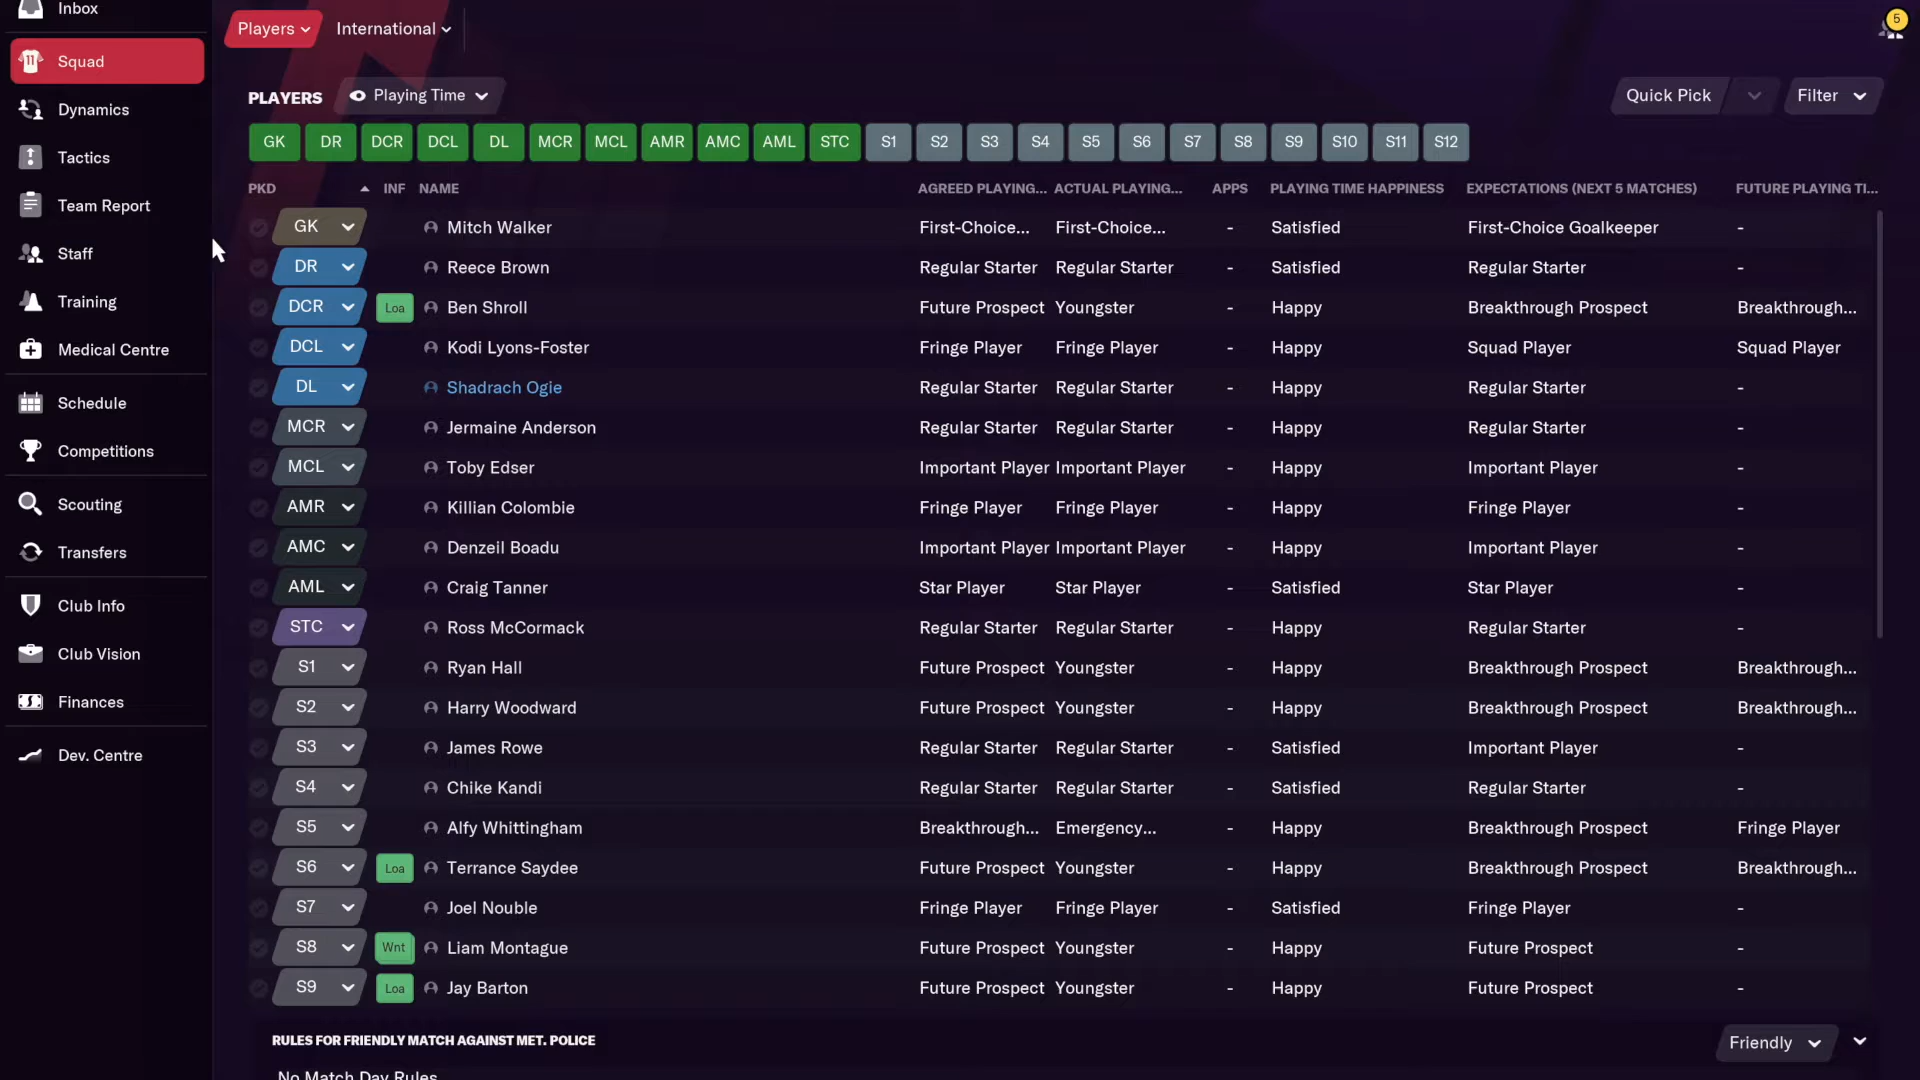 Inbox
Squad
Dynamics
Tactics
Team Report
Staff
Training
Medical Centre
Schedule
Competitions
Scouting
Transfers
Club Info
Club Vision
Finances
Dev. Centre
Players International 5
PLAYERS Playing Time Quick Pick Filter
GK DR DCR DCL DL MCR MCL AMR AMC AML STC S1 S2 S3 S4 S5 S6 S7 S8 S9 S10 S11 S12
PKD INF NAME AGREED PLAYING... ACTUAL PLAYING... APPS PLAYING TIME HAPPINESS EXPECTATIONS (NEXT 5 MATCHES) FUTURE PLAYING TI...
GK Mitch Walker First-Choice... First-Choice... - Satisfied First-Choice Goalkeeper -
DR Reece Brown Regular Starter Regular Starter - Satisfied Regular Starter -
DCR Loa Ben Shroll Future Prospect Youngster - Happy Breakthrough Prospect Breakthrough...
DCL Kodi Lyons-Foster Fringe Player Fringe Player - Happy Squad Player Squad Player
DL Shadrach Ogie Regular Starter Regular Starter - Happy Regular Starter -
MCR Jermaine Anderson Regular Starter Regular Starter - Happy Regular Starter -
MCL Toby Edser Important Player Important Player - Happy Important Player -
AMR Killian Colombie Fringe Player Fringe Player - Happy Fringe Player -
AMC Denzeil Boadu Important Player Important Player - Happy Important Player -
AML Craig Tanner Star Player Star Player - Satisfied Star Player -
STC Ross McCormack Regular Starter Regular Starter - Happy Regular Starter -
S1 Ryan Hall Future Prospect Youngster - Happy Breakthrough Prospect Breakthrough...
S2 Harry Woodward Future Prospect Youngster - Happy Breakthrough Prospect Breakthrough...
S3 James Rowe Regular Starter Regular Starter - Satisfied Important Player -
S4 Chike Kandi Regular Starter Regular Starter - Satisfied Regular Starter -
S5 Alfy Whittingham Breakthrough... Emergency... - Happy Breakthrough Prospect Fringe Player
S6 Loa Terrance Saydee Future Prospect Youngster - Happy Breakthrough Prospect Breakthrough...
S7 Joel Nouble Fringe Player Fringe Player - Satisfied Fringe Player -
S8 Wnt Liam Montague Future Prospect Youngster - Happy Future Prospect -
S9 Loa Jay Barton Future Prospect Youngster - Happy Future Prospect -
RULES FOR FRIENDLY MATCH AGAINST MET. POLICE Friendly
No Match Day Rules